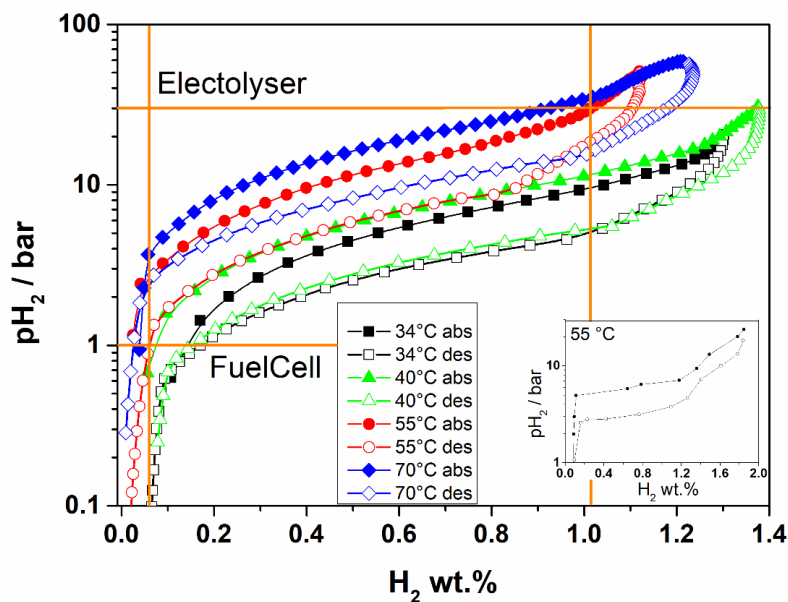 100
Electolyser
10
pH2 / bar
1
FuelCell
0.1
34°C abs
34°C des
40°C abs
40°C des
55°C abs
55°C des
70°C abs
70°C des
55 °C
10
pH2 / bar
1
0.0 0.4 0.8 1.2 1.6 2.0
H2 wt.%
0.0 0.2 0.4 0.6 0.8 1.0 1.2 1.4
H2 wt.%